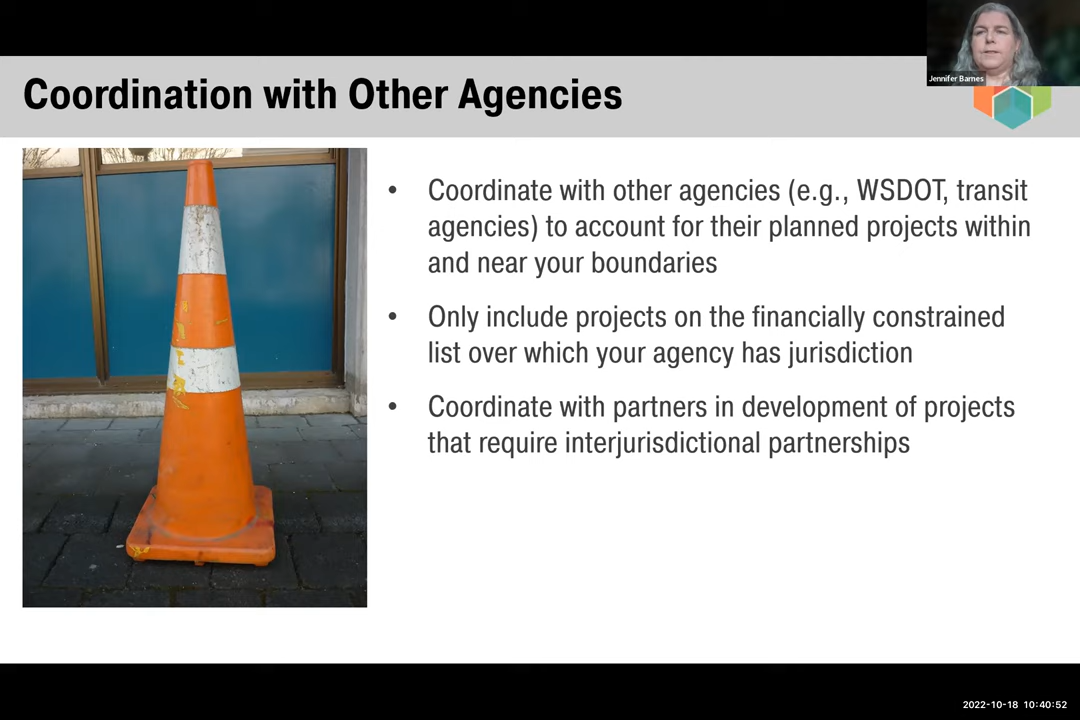 Jennifer Barnes
Coordination with Other Agencies
• Coordinate with other agencies (e.g., WSDOT, transit
agencies) to account for their planned projects within
and near your boundaries
• Only include projects on the financially constrained
list over which your agency has jurisdiction
• Coordinate with partners in development of projects
that require interjurisdictional partnerships
2022-10-18 10:40:52